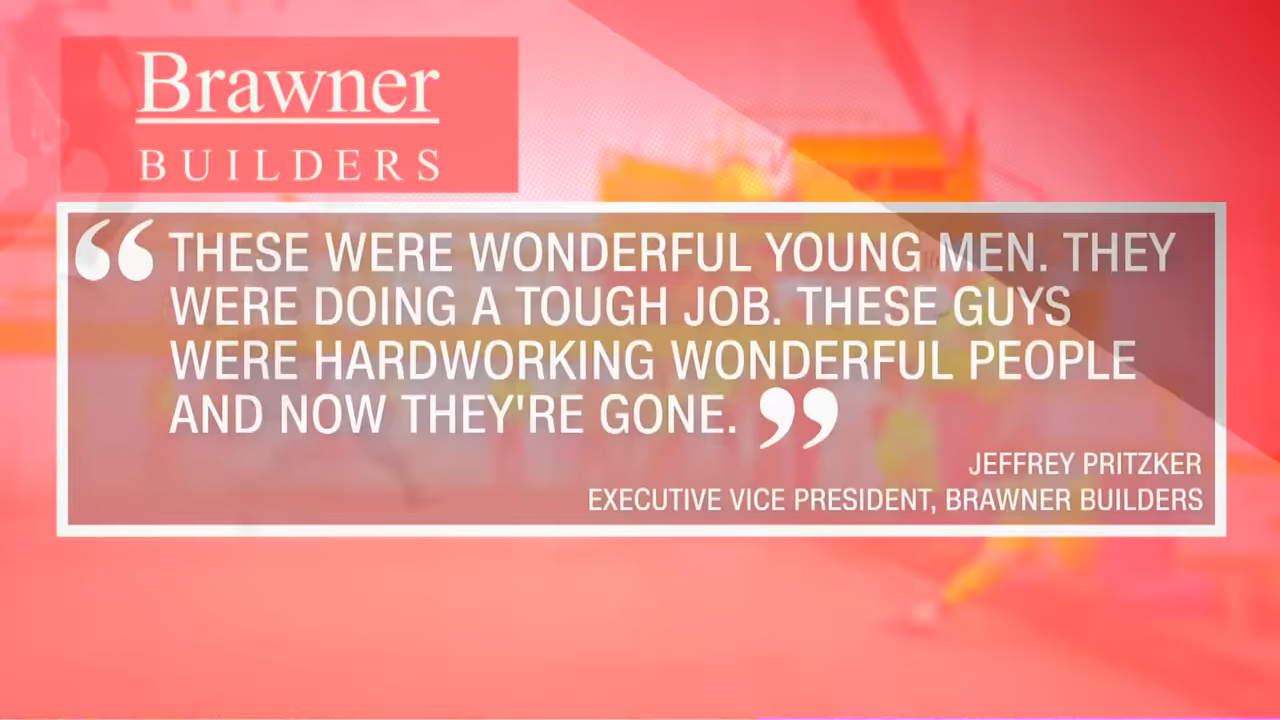 Brawner
BUILDERS
“THESE WERE WONDERFUL YOUNG MEN. THEY
WERE DOING A TOUGH JOB. THESE GUYS
WERE HARDWORKING WONDERFUL PEOPLE
AND NOW THEY'RE GONE.”
JEFFREY PRITZKER
EXECUTIVE VICE PRESIDENT, BRAWNER BUILDERS